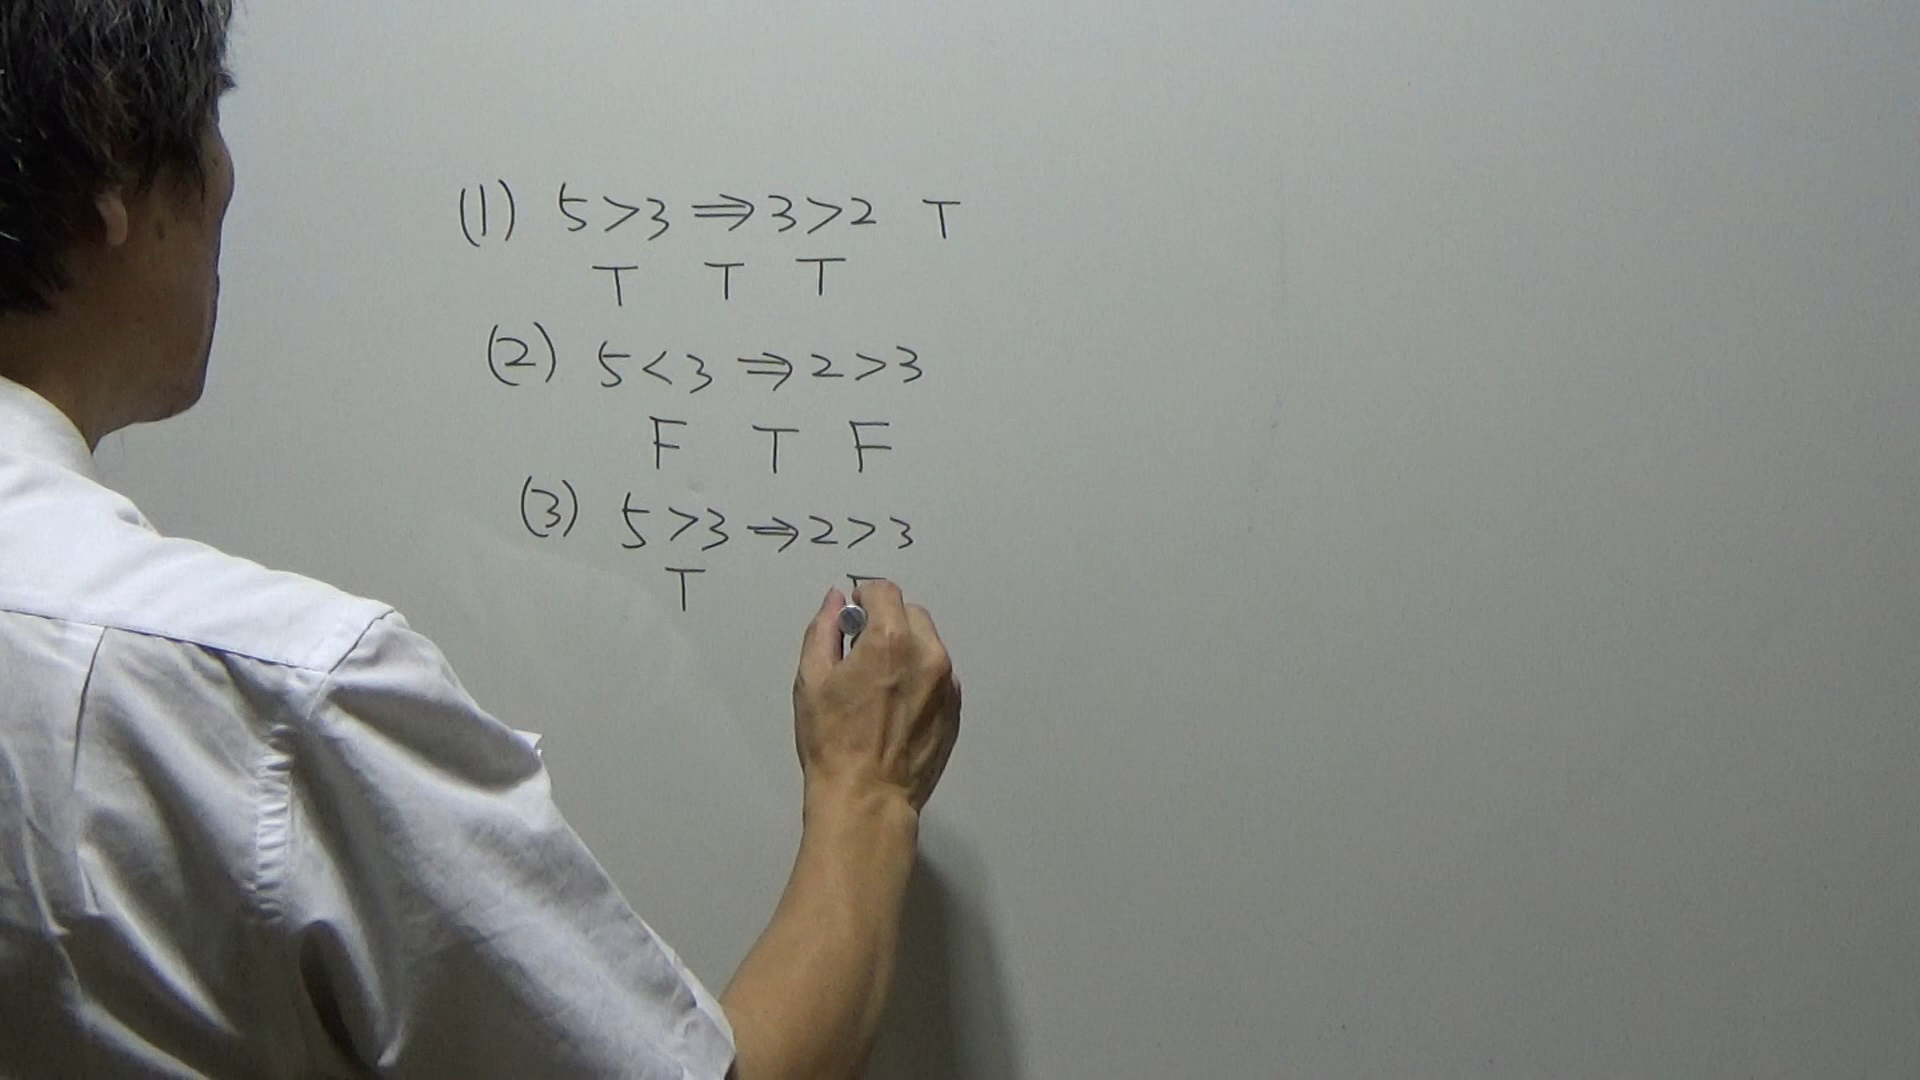 (1) 5>3 ⇒ 3>2 T
T T T
(2) 5<3 ⇒ 2>3
F T F
(3) 5>3 ⇒ 2>3
T